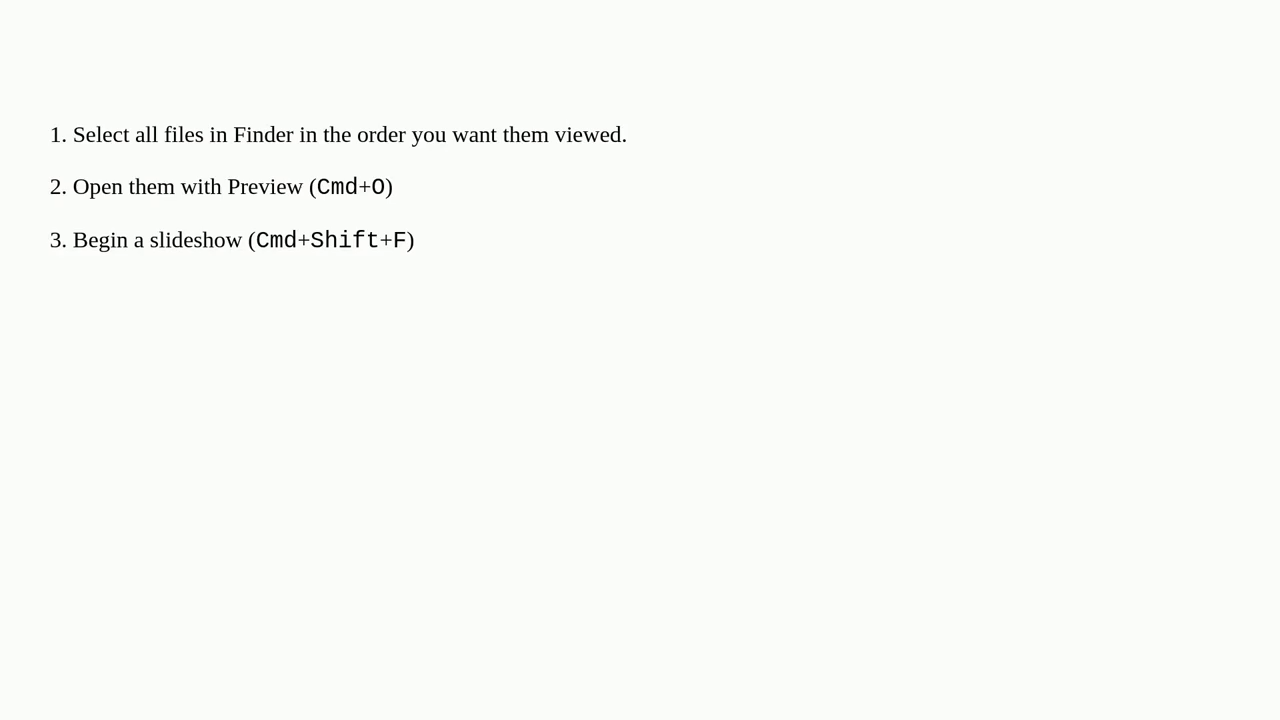 1. Select all files in Finder in the order you want them viewed.
2. Open them with Preview (Cmd+O)
3. Begin a slideshow (Cmd+Shift+F)